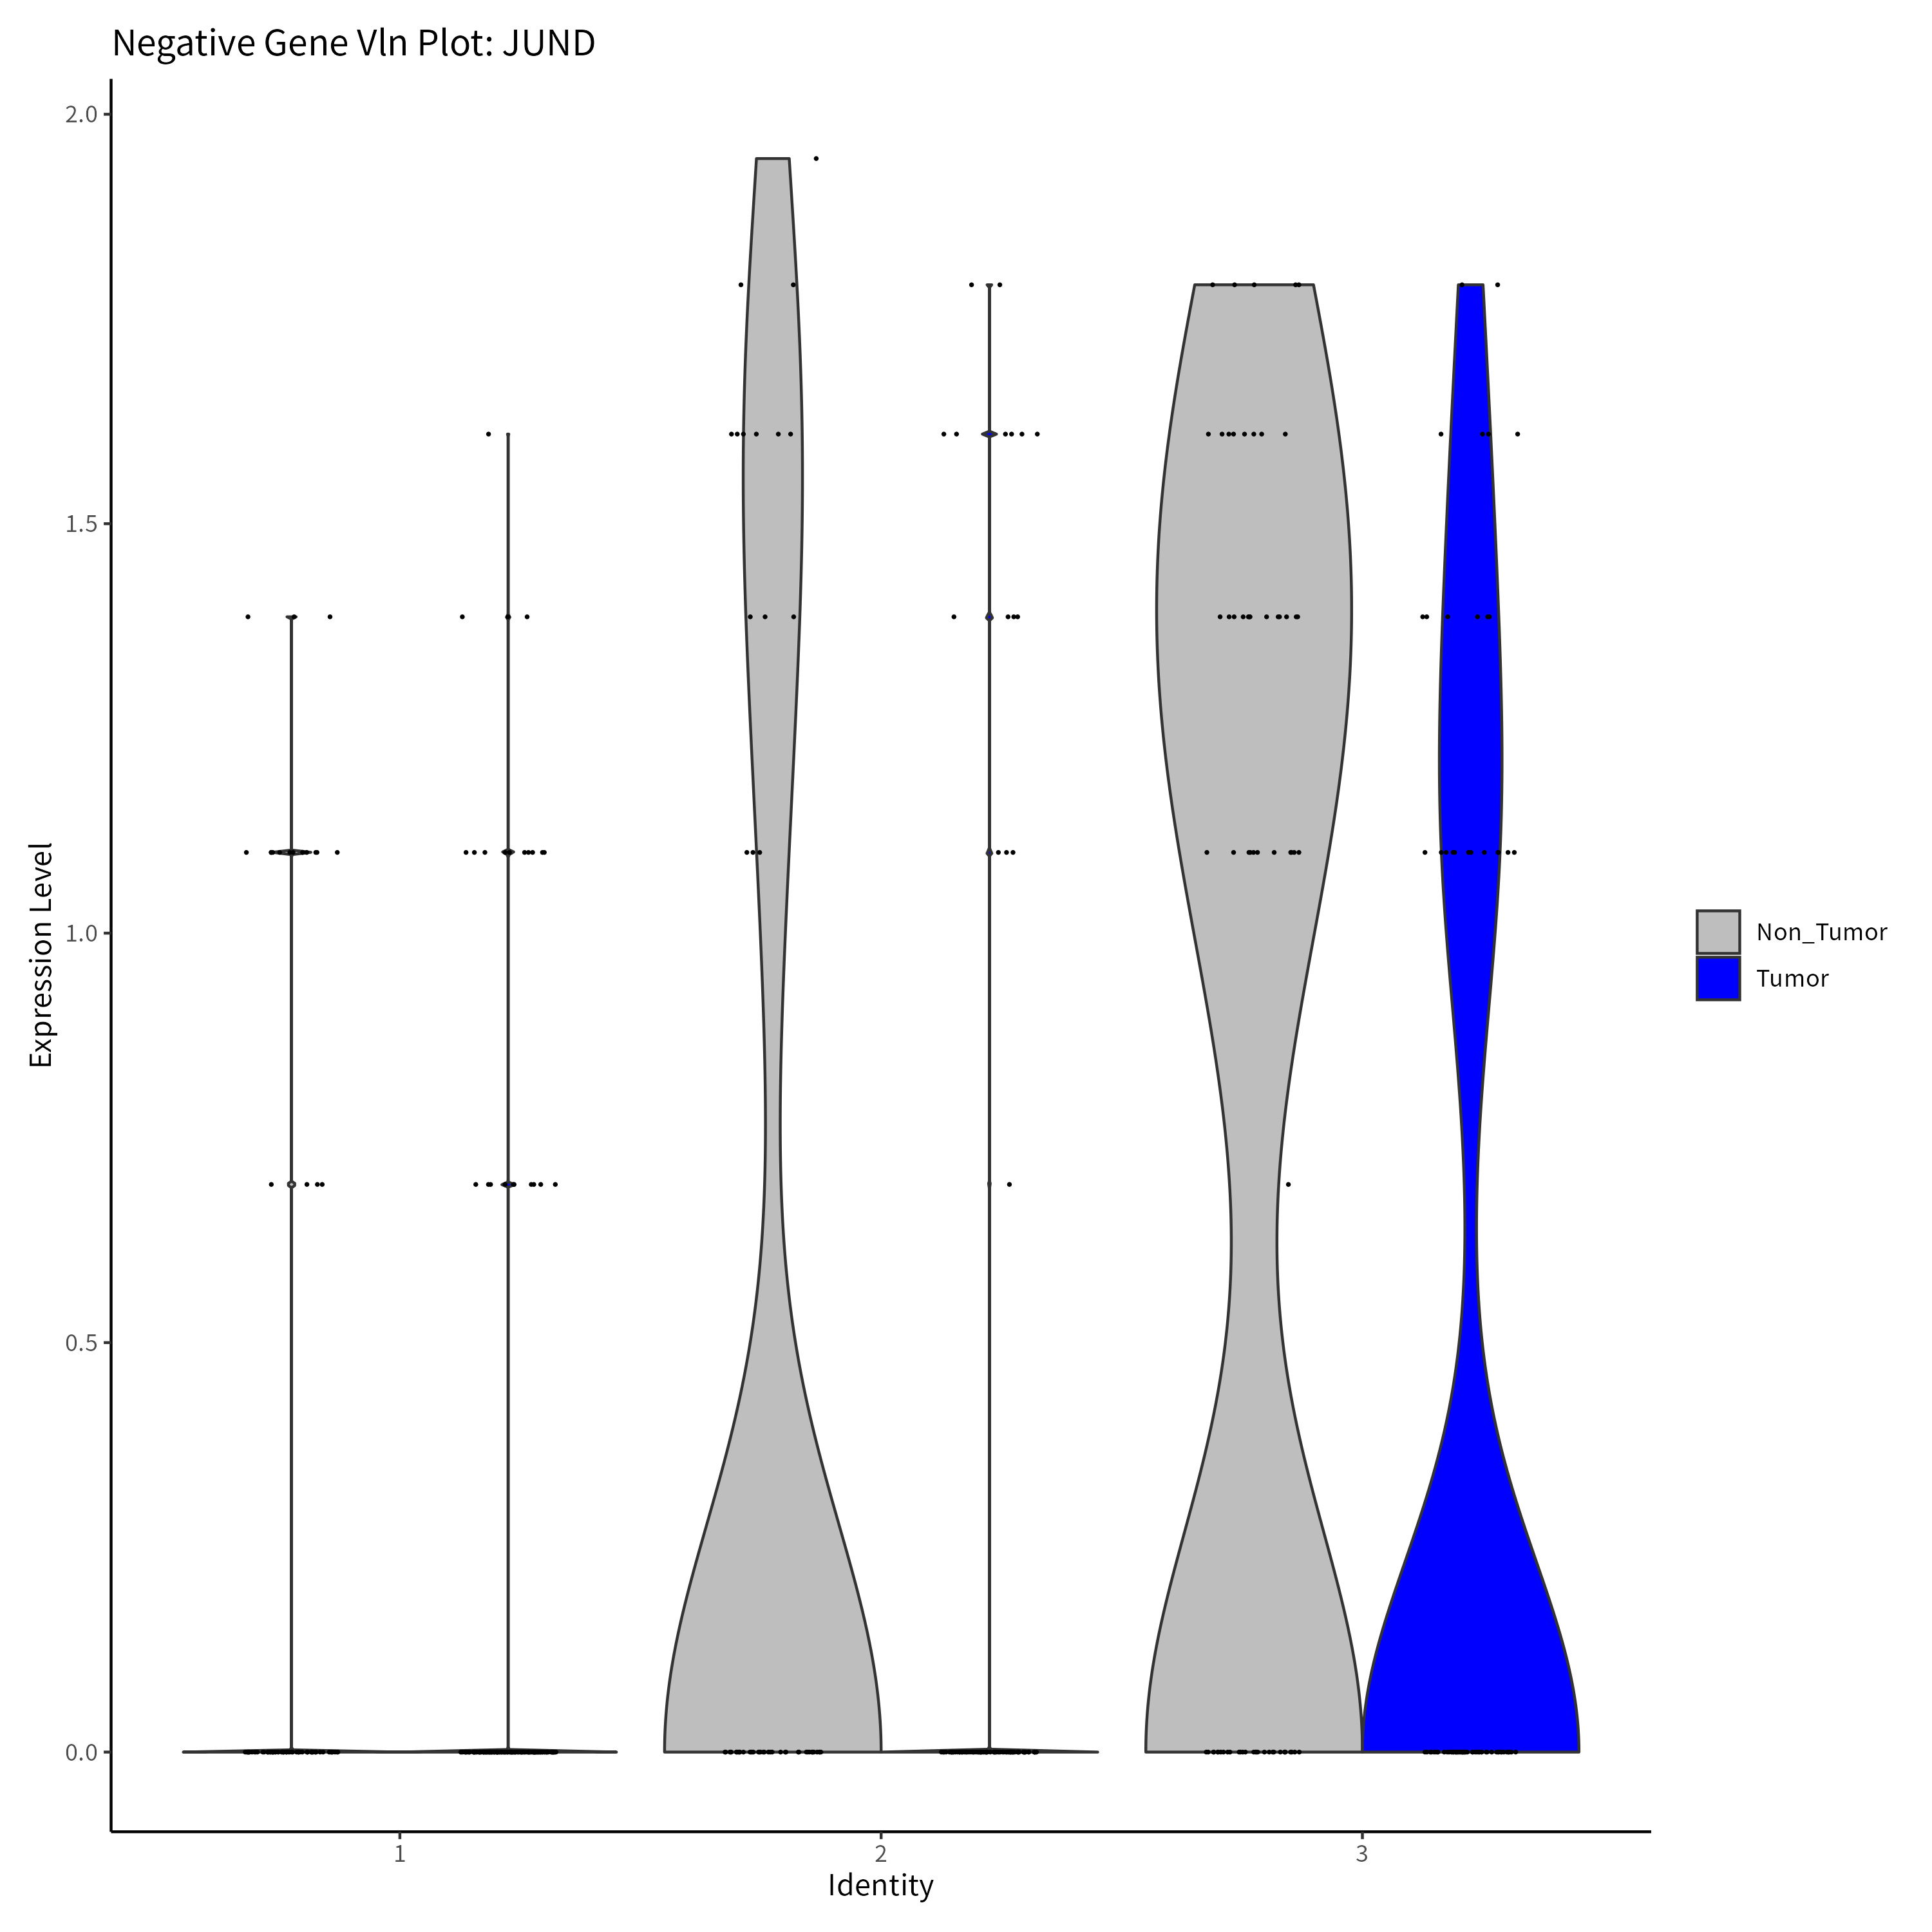 Negative Gene Vln Plot: JUND
2.0
1.5
1.0
0.5
0.0
Expression Level
1
2
3
Identity
Non_Tumor
Tumor